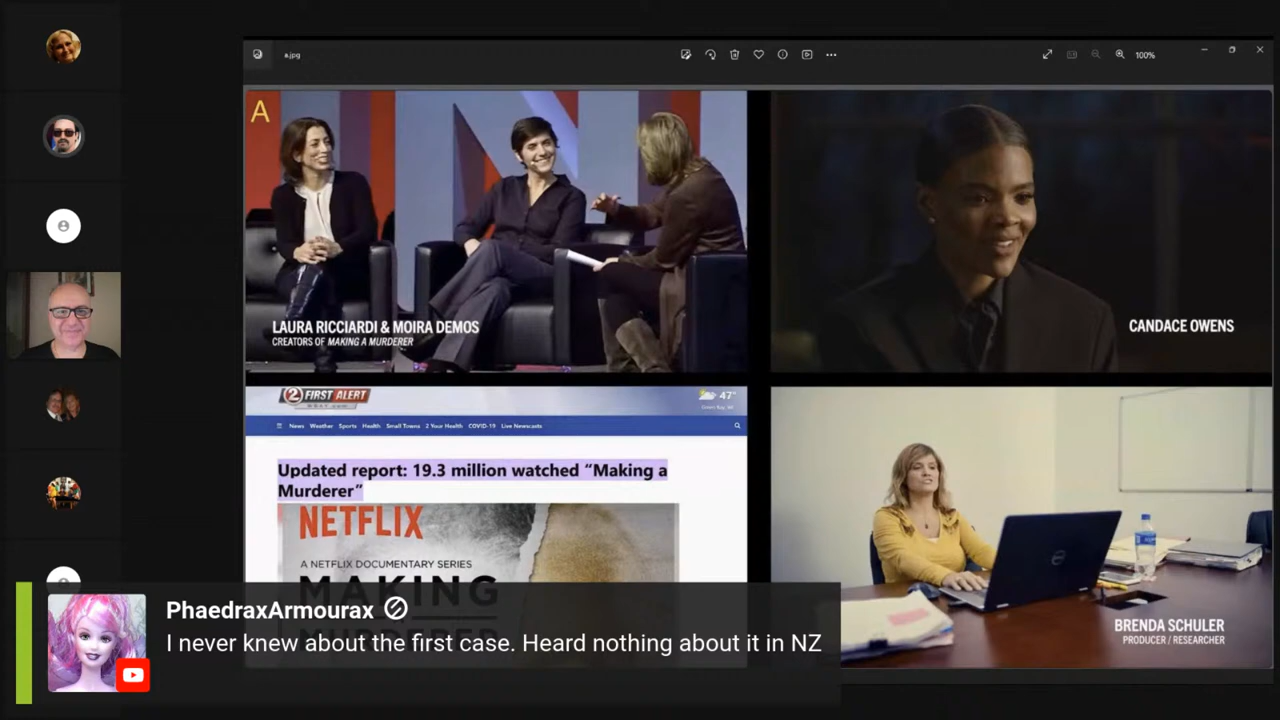 a.jpg
100%
A
LAURA RICCIARDI & MOIRA DEMOS
CREATORS OF MAKING A MURDERER
CANDACE OWENS
2 FIRST ALERT
47°
News Weather Sports Health Small Towns 2 Your Health COVID-19 Live Newscasts
Updated report: 19.3 million watched “Making a
Murderer”
NETFLIX
A NETFLIX DOCUMENTARY SERIES
MAKING
BRENDA SCHULER
PRODUCER / RESEARCHER
PhaedraxArmourax
I never knew about the first case. Heard nothing about it in NZ